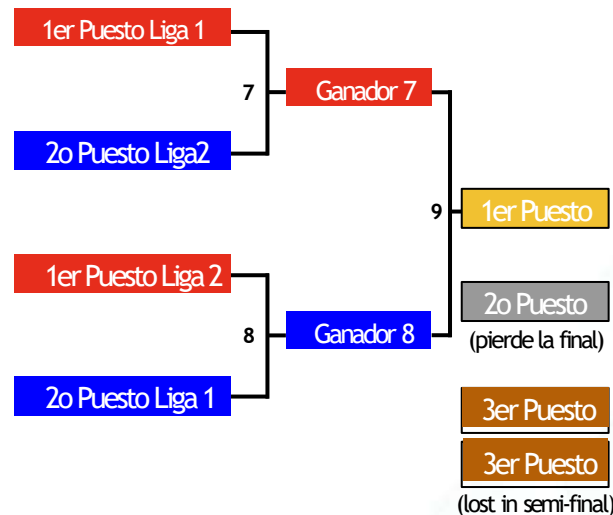 1er Puesto Liga 1
7
Ganador 7
2o Puesto Liga2
9
1er Puesto
1er Puesto Liga 2
2o Puesto
8
Ganador 8
(pierde la final)
2o Puesto Liga 1
3er Puesto
3er Puesto
(lost in semi-final)